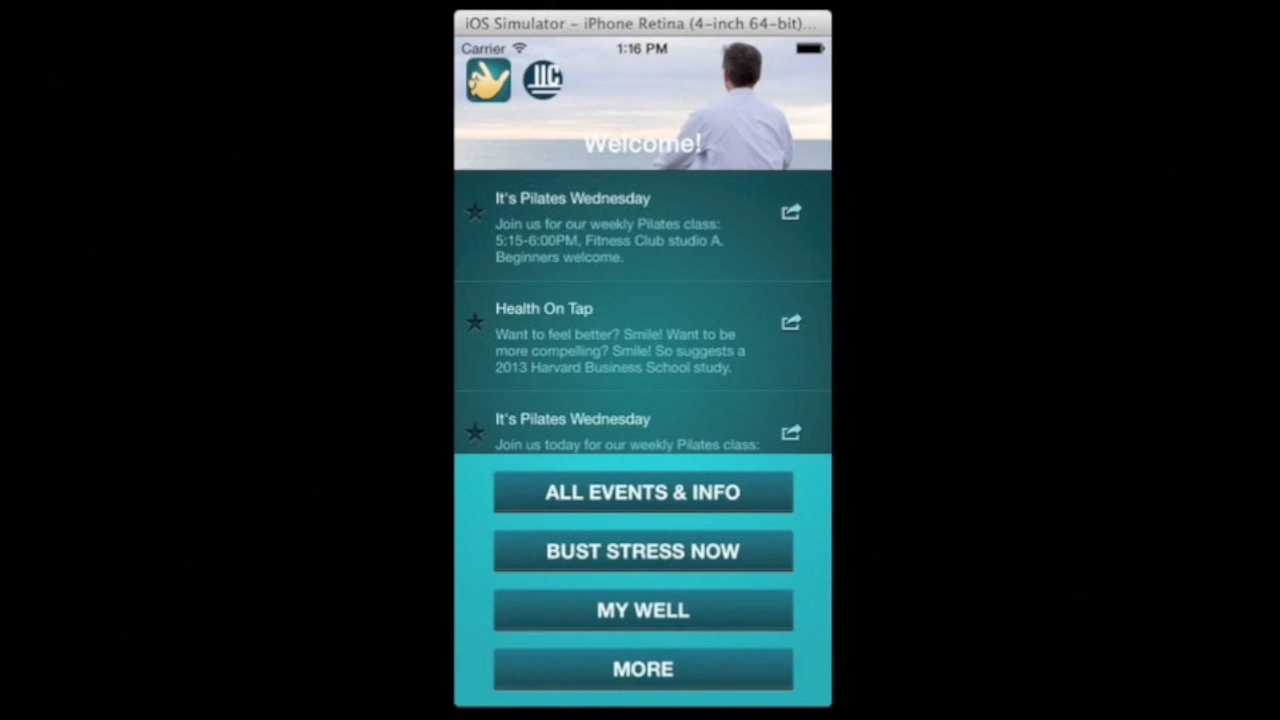 iOS Simulator - iPhone Retina (4-inch 64-bit)...
Carrier 1:16 PM
IIC
Welcome!
It's Pilates Wednesday
Join us for our weekly Pilates class:
5:15-6:00PM, Fitness Club studio A.
Beginners welcome.
Health On Tap
Want to feel better? Smile! Want to be
more compelling? Smile! So suggests a
2013 Harvard Business School study.
It's Pilates Wednesday
Join us today for our weekly Pilates class:
ALL EVENTS & INFO
BUST STRESS NOW
MY WELL
MORE